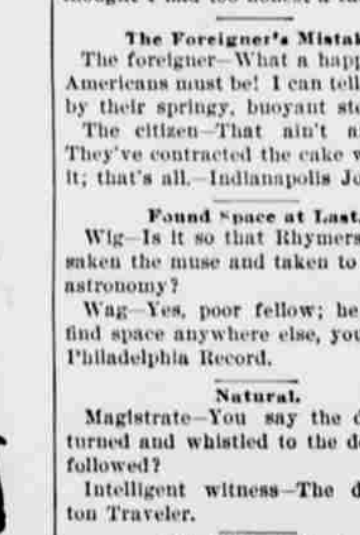 The Foreigner's Mistak
The foreigner—What a happ
Americans must be! I can tell
by their springy, buoyant ste
The citizen—That ain't a
They've contracted the cake w
it; that's all.—Indianapolis Jo
Found Space at Last.
Wig—Is it so that Rhymers
saken the muse and taken to
astronomy?
Wag—Yes, poor fellow; he
find space anywhere else, you
Philadelphia Record.
Natural.
Magistrate—You say the d
turned and whistled to the do
followed?
Intelligent witness—The d
ton Traveler.